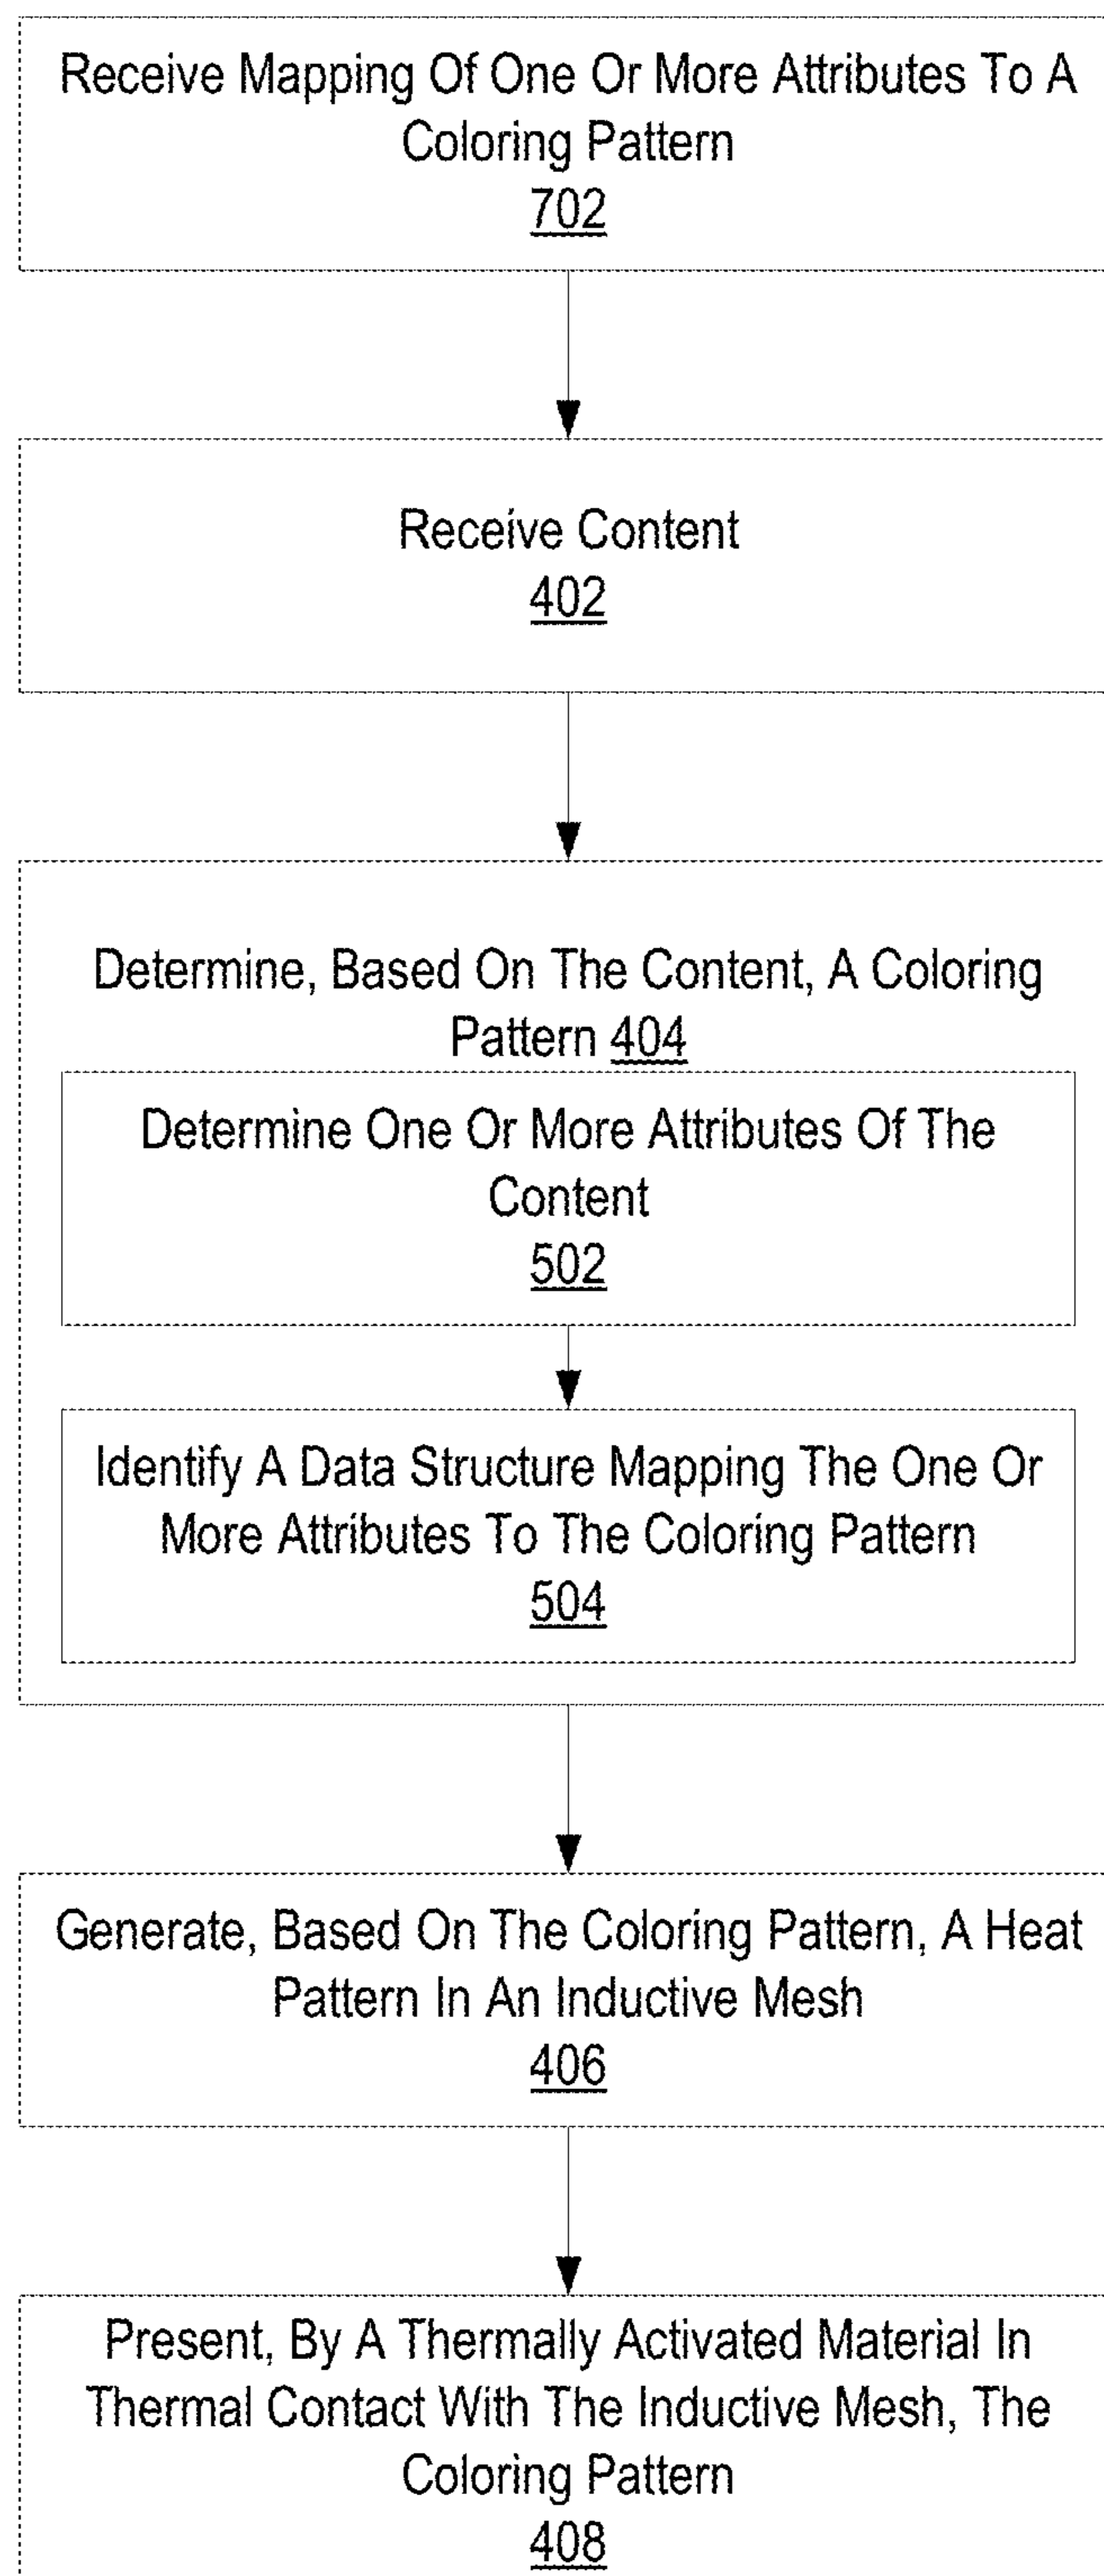 Receive Mapping Of One Or More Attributes To A
Coloring Pattern
702
Receive Content
402
Determine, Based On The Content, A Coloring
Pattern 404
Determine One Or More Attributes Of The
Content
502
Identify A Data Structure Mapping The One Or
More Attributes To The Coloring Pattern
504
Generate, Based On The Coloring Pattern, A Heat
Pattern In An Inductive Mesh
406
Present, By A Thermally Activated Material In
Thermal Contact With The Inductive Mesh, The
Coloring Pattern
408